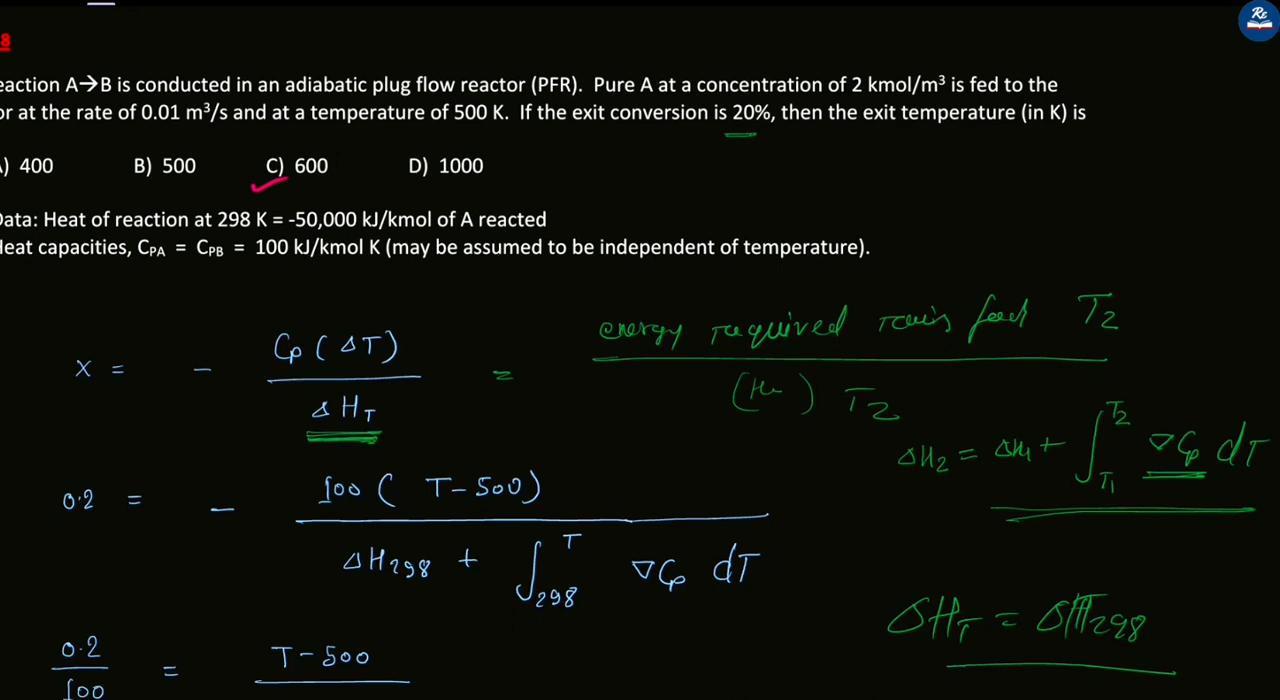 Re
8
eaction A→B is conducted in an adiabatic plug flow reactor (PFR). Pure A at a concentration of 2 kmol/m³ is fed to the
or at the rate of 0.01 m³/s and at a temperature of 500 K. If the exit conversion is 20%, then the exit temperature (in K) is
) 400 B) 500 C) 600 D) 1000
Data: Heat of reaction at 298 K = -50,000 kJ/kmol of A reacted
Heat capacities, CPA = CPB = 100 kJ/kmol K (may be assumed to be independent of temperature).
energy required feed T2
X = - Cp (ΔT) =
ΔHT
( ) T2
ΔH2 = ΔH1 + ∫T1T2 ∇Cp dT
0.2 = - 100 ( T-500)
ΔH298 + ∫298T ∇Cp dT
ΔHT = ΔH298
0.2 = T-500
100